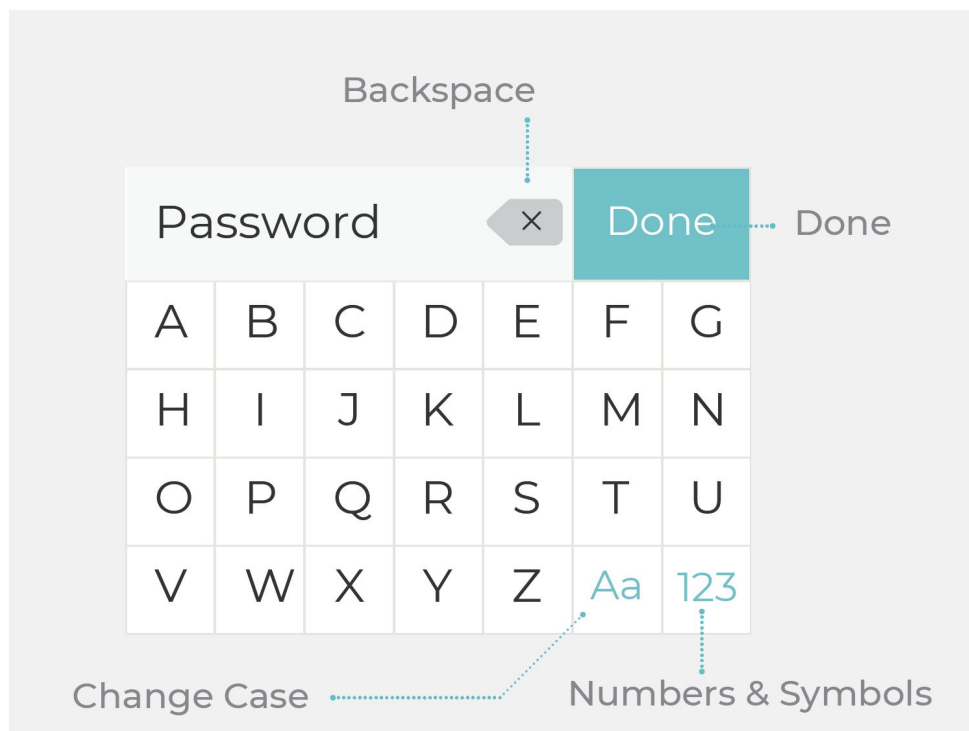 Backspace
Password Done Done
A B C D E F G
H I J K L M N
O P Q R S T U
V W X Y Z Aa 123
Change Case Numbers & Symbols